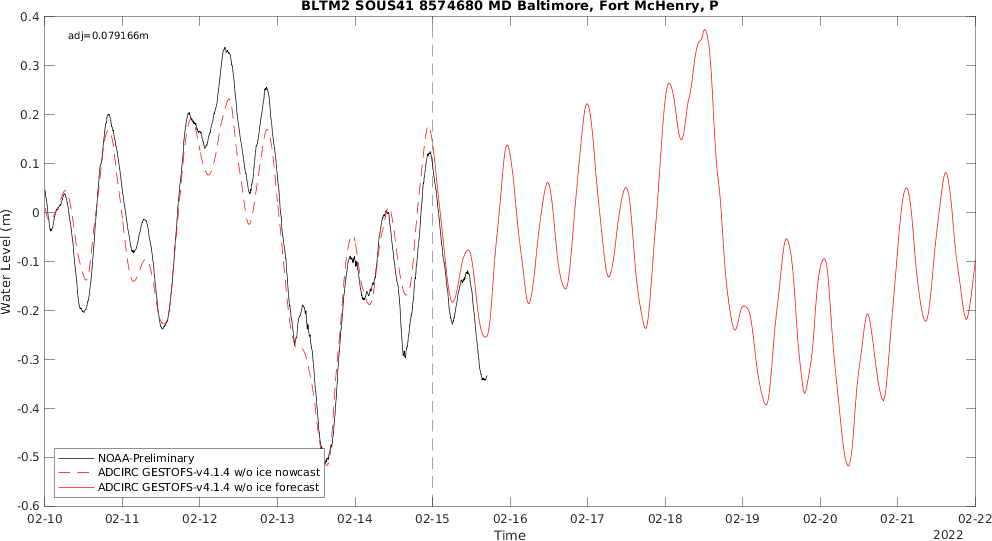 BLTM2 SOUS41 8574680 MD Baltimore, Fort McHenry, P
adj=0.079166m
0.4
0.3
0.2
0.1
0
-0.1
-0.2
-0.3
-0.4
-0.5
-0.6
Water Level (m)
NOAA-Preliminary
ADCIRC GESTOFS-v4.1.4 w/o ice nowcast
ADCIRC GESTOFS-v4.1.4 w/o ice forecast
02-10 02-11 02-12 02-13 02-14 02-15 02-16 02-17 02-18 02-19 02-20 02-21 02-22
Time
2022